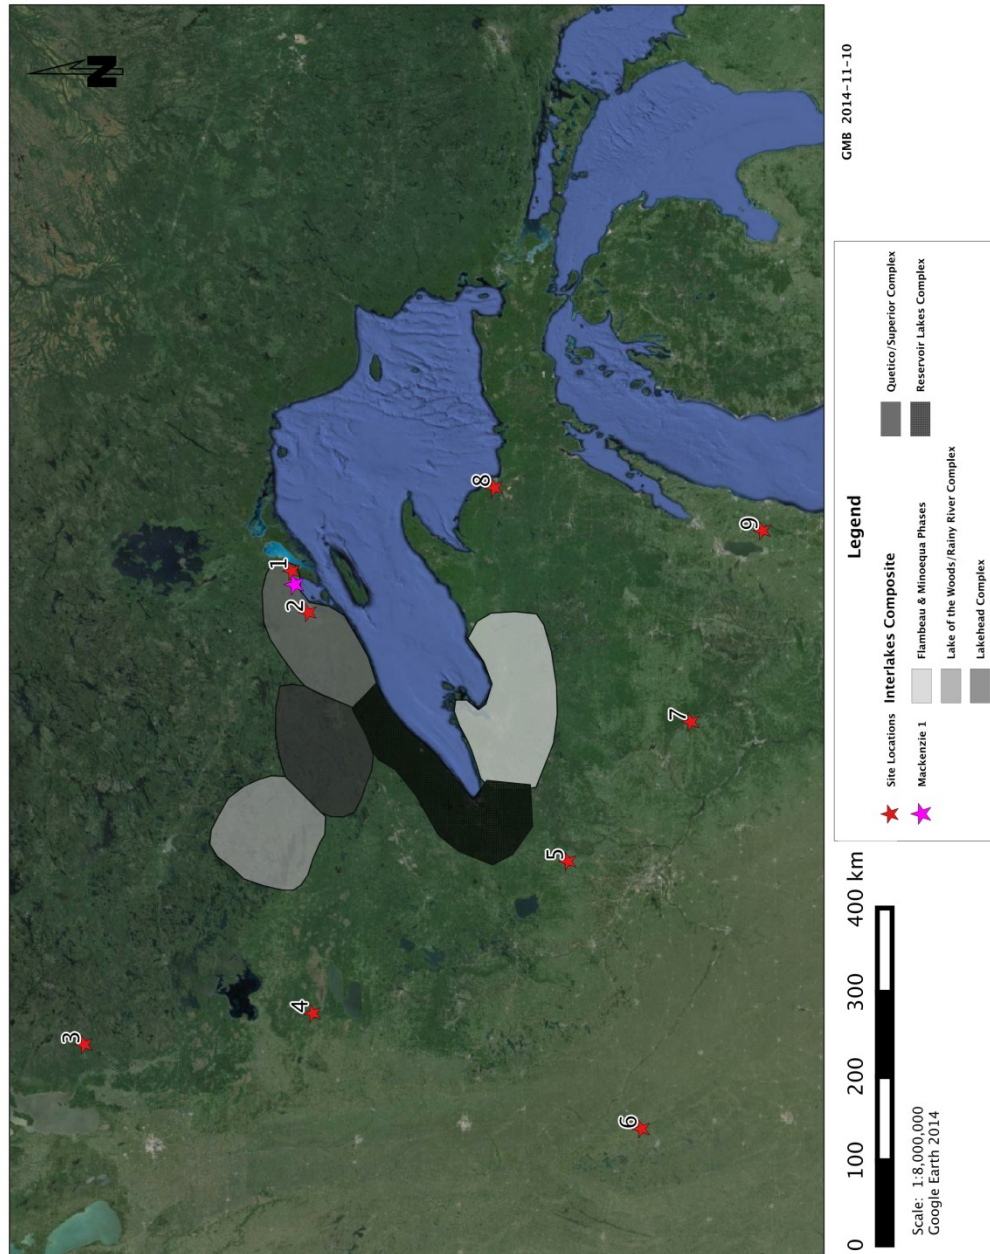 N
3
4
6
5
2
1
7
8
9
0 100 200 300 400 km
Scale: 1:8,000,000
Google Earth 2014
Legend
Site Locations
Mackenzie 1
Interlakes Composite
Flambeau & Minoequa Phases
Lake of the Woods/Rainy River Complex
Lakehead Complex
Quetico/Superior Complex
Reservoir Lakes Complex
GMB 2014-11-10